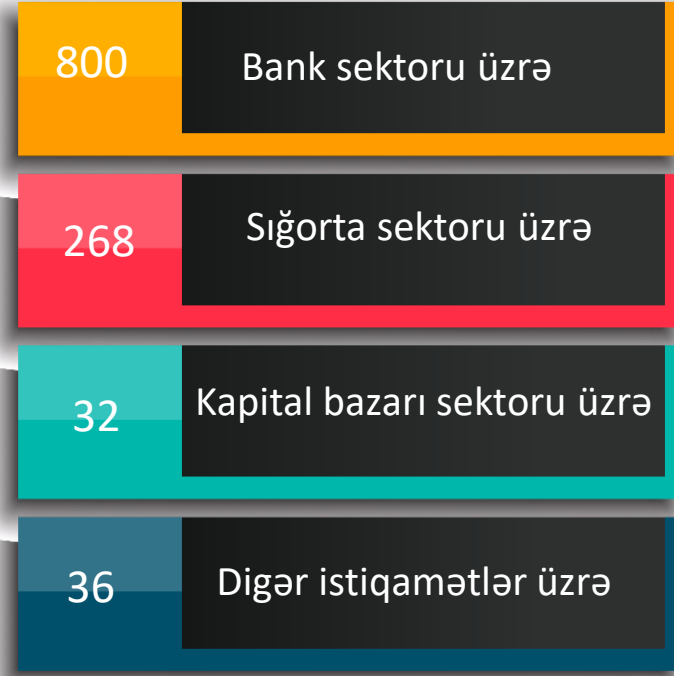 800 Bank sektoru üzrə
268 Sığorta sektoru üzrə
32 Kapital bazarı sektoru üzrə
36 Digər istiqamətlər üzrə